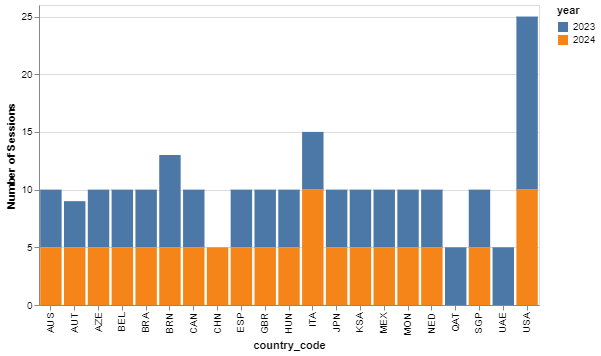 year
2023
2024
Number of Sessions
25
20
15
10
5
0
AUS AUT AZE BEL BRA BRN CAN CHN ESP GBR HUN ITA JPN KSA MEX MON NED QAT SGP UAE USA
country_code